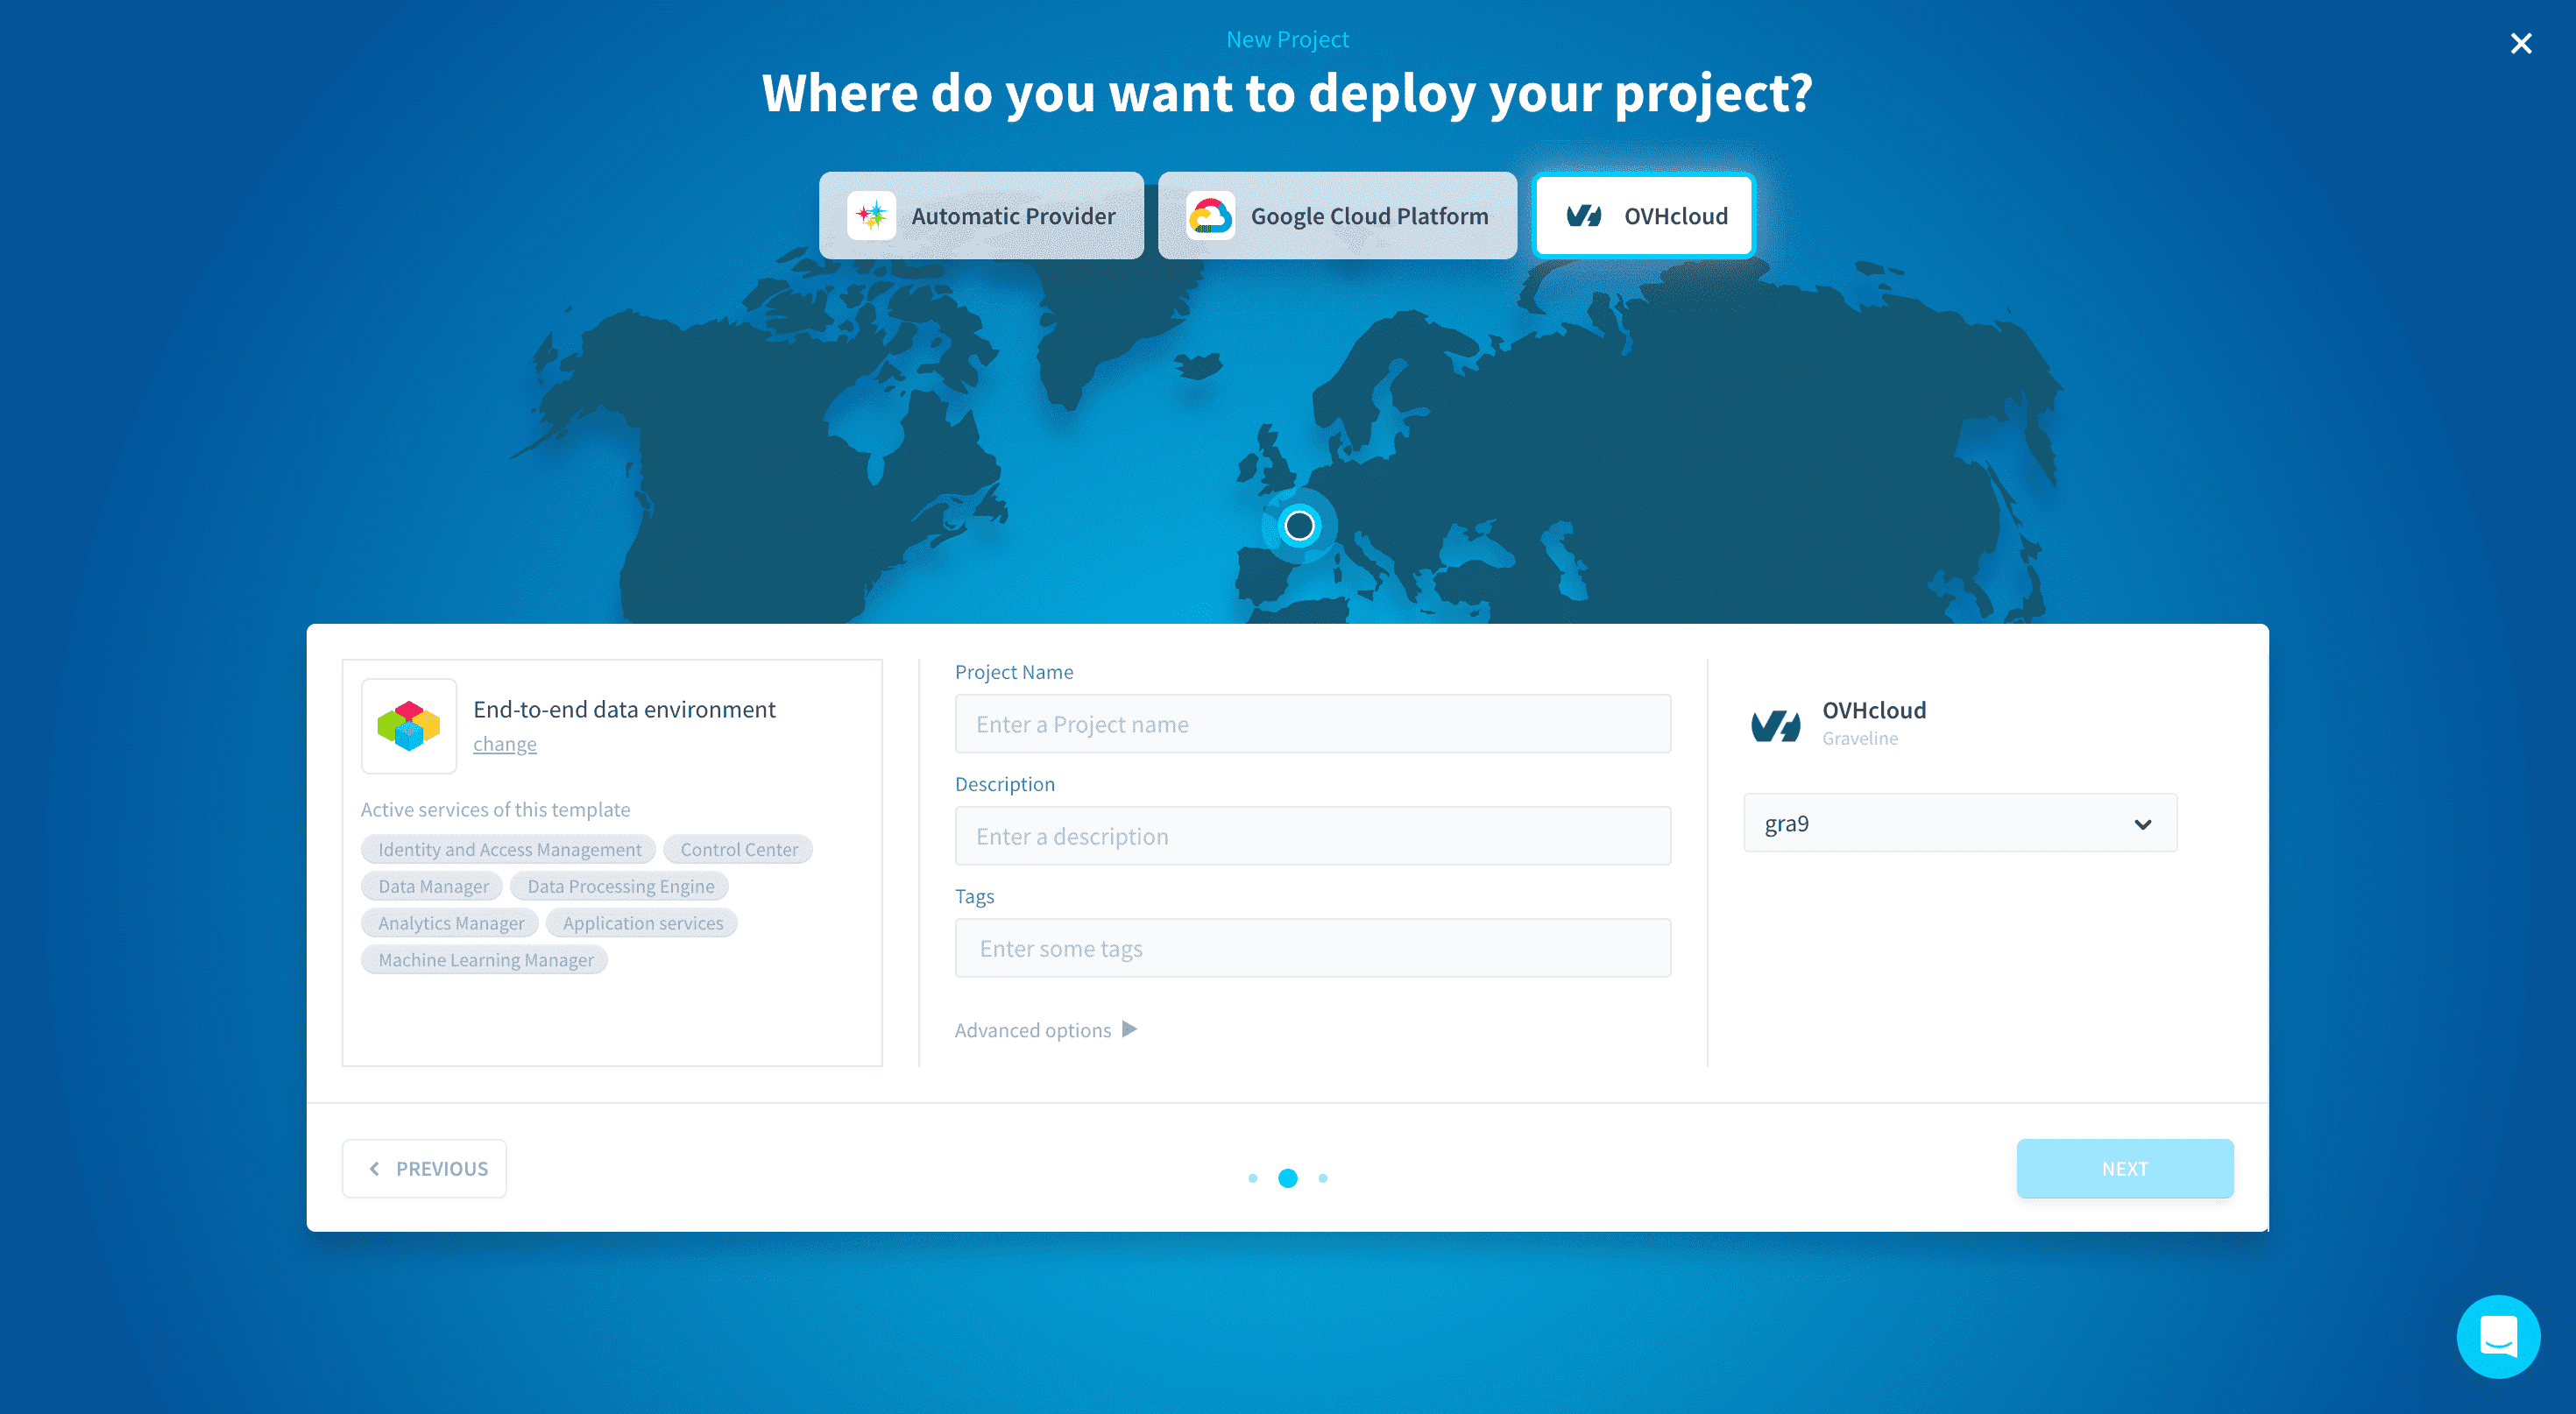 New Project
Where do you want to deploy your project?
Automatic Provider
Google Cloud Platform
OVHcloud
End-to-end data environment
change
Active services of this template
Identity and Access Management
Control Center
Data Manager
Data Processing Engine
Analytics Manager
Application services
Machine Learning Manager
Project Name
Enter a Project name
Description
Enter a description
Tags
Enter some tags
Advanced options
OVHcloud
Graveline
gra9
PREVIOUS
NEXT